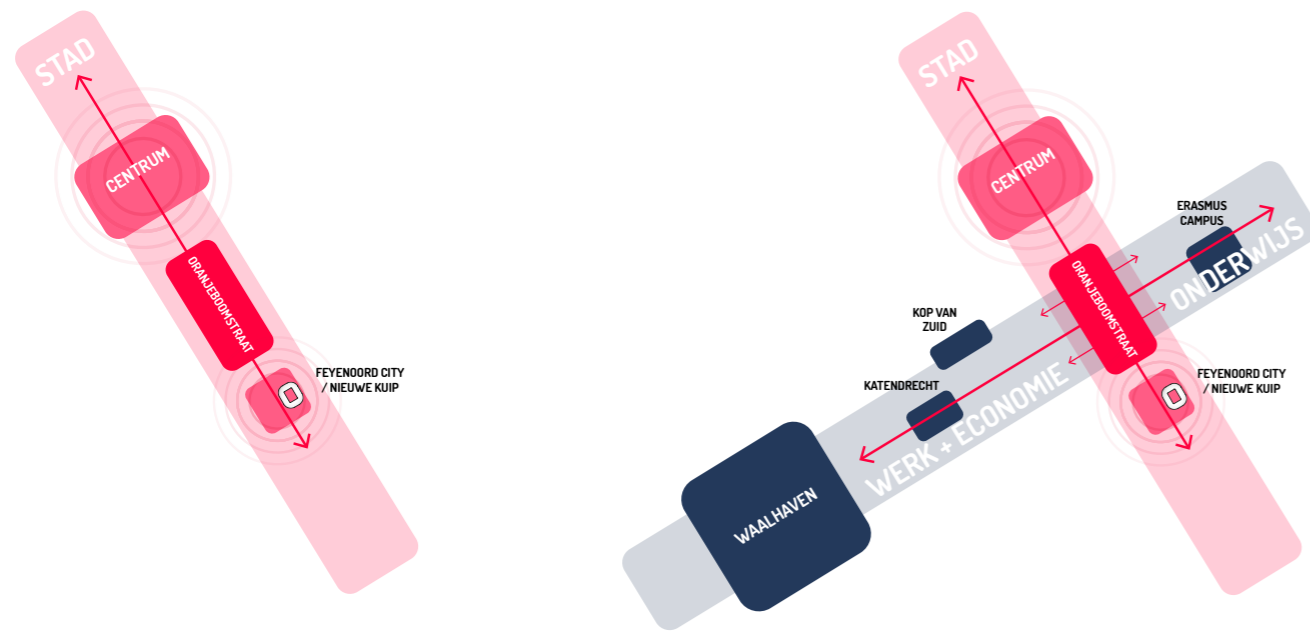 STAD
CENTRUM
ORANJEBOOMSTRAAT
FEYENOORD CITY
/ NIEUWE KUIP
STAD
CENTRUM
ERASMUS
CAMPUS
ONDERWIJS
ORANJEBOOMSTRAAT
KOP VAN
ZUID
KATENDRECHT
FEYENOORD CITY
/ NIEUWE KUIP
WERK + ECONOMIE
WAALHAVEN